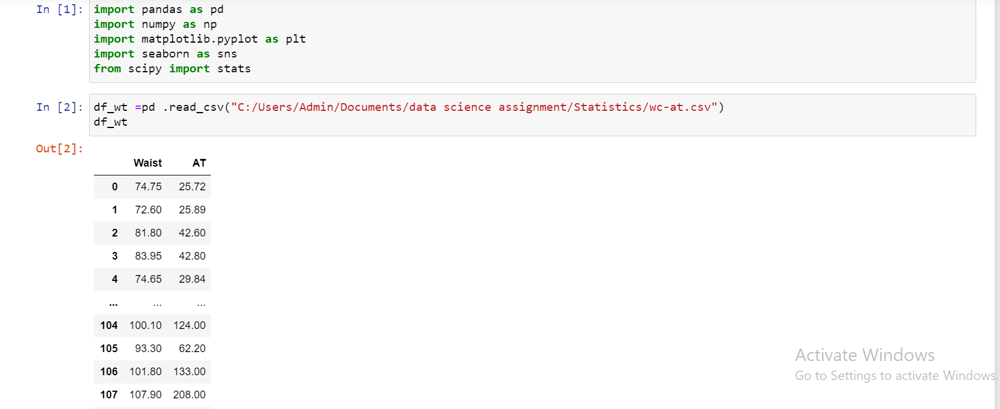 In [1]: import pandas as pd
import numpy as np
import matplotlib.pyplot as plt
import seaborn as sns
from scipy import stats
In [2]: df_wt =pd .read_csv("C:/Users/Admin/Documents/data science assignment/Statistics/wc-at.csv")
df_wt
Out[2]:
Waist AT
0 74.75 25.72
1 72.60 25.89
2 81.80 42.60
3 83.95 42.80
4 74.65 29.84
... ... ...
104 100.10 124.00
105 93.30 62.20
106 101.80 133.00
107 107.90 208.00
Activate Windows
Go to Settings to activate Windows.